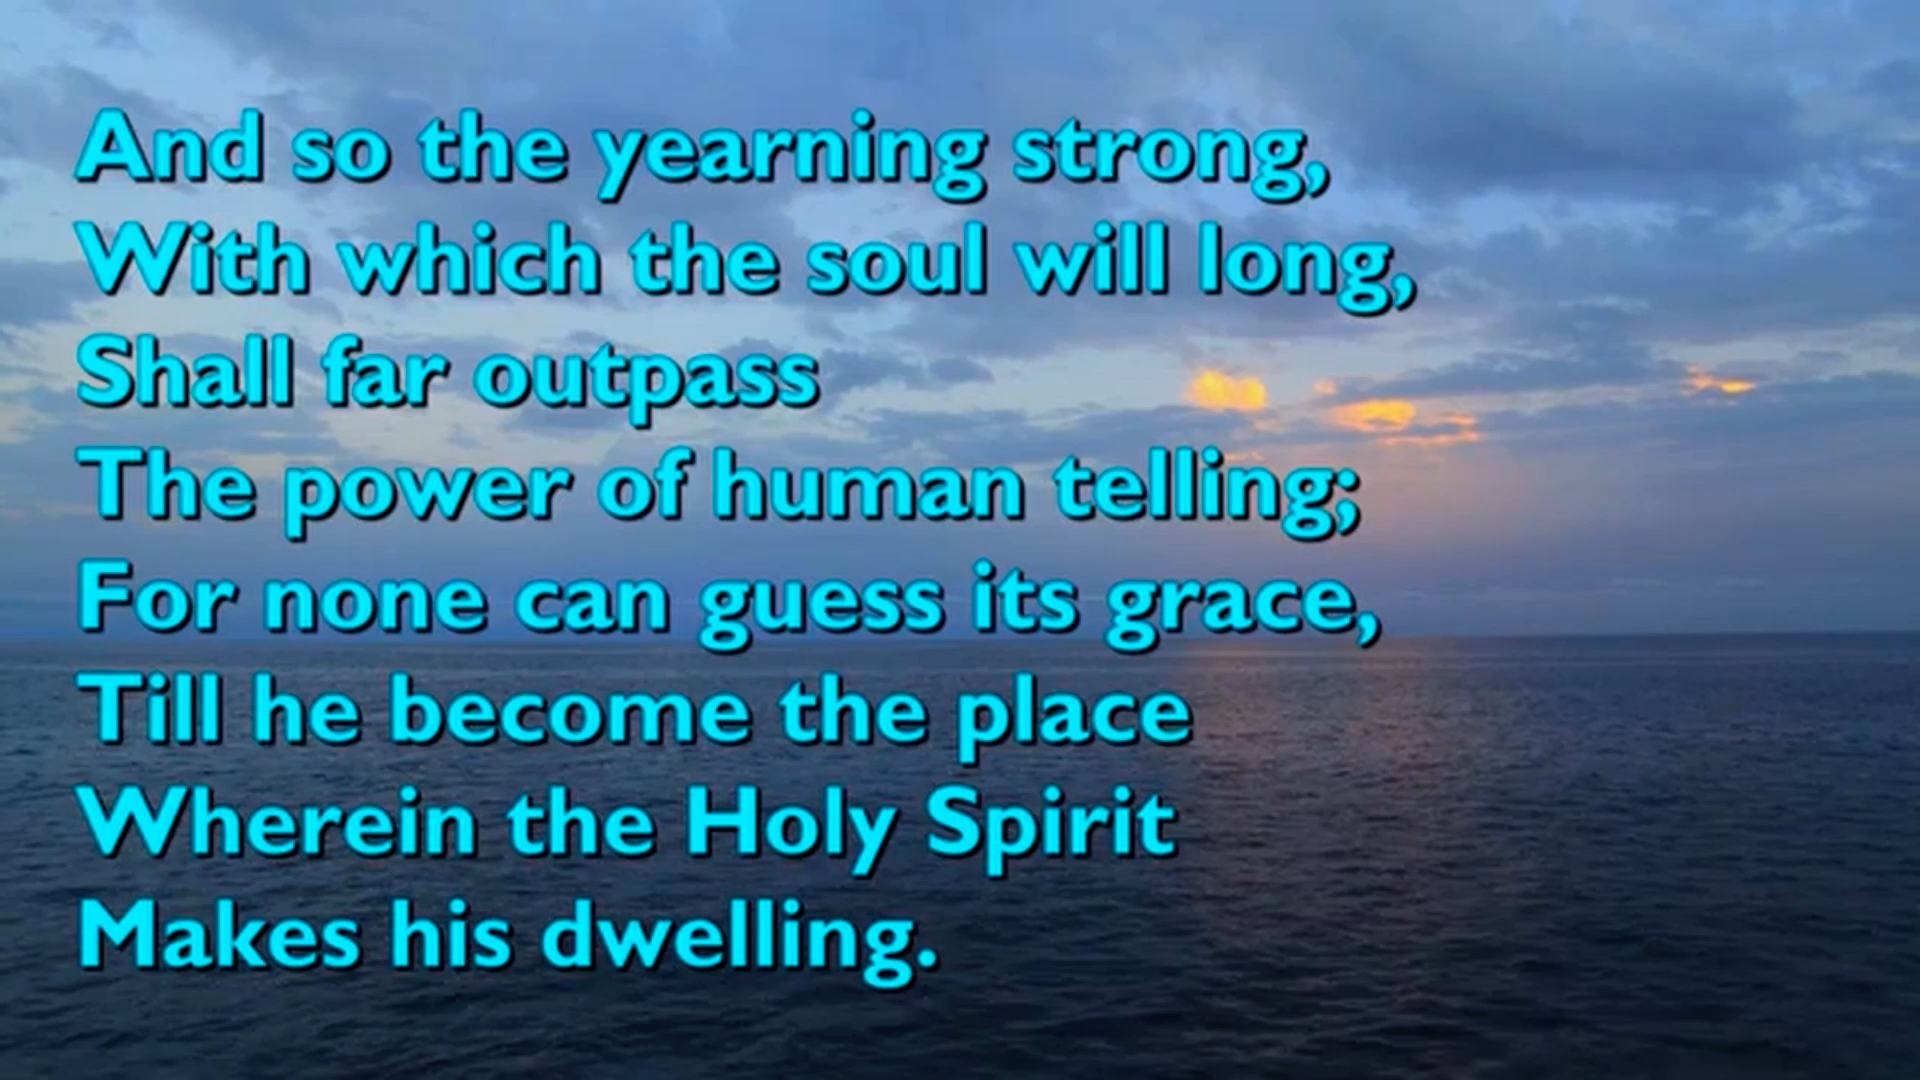 And so the yearning strong,
With which the soul will long,
Shall far outpass
The power of human telling;
For none can guess its grace,
Till he become the place
Wherein the Holy Spirit
Makes his dwelling.